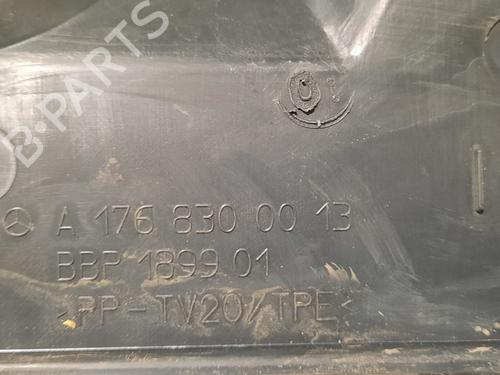 B-PARTS
A 176 830 00 13
BBP 1899 01
>PP-TV20/TPE<